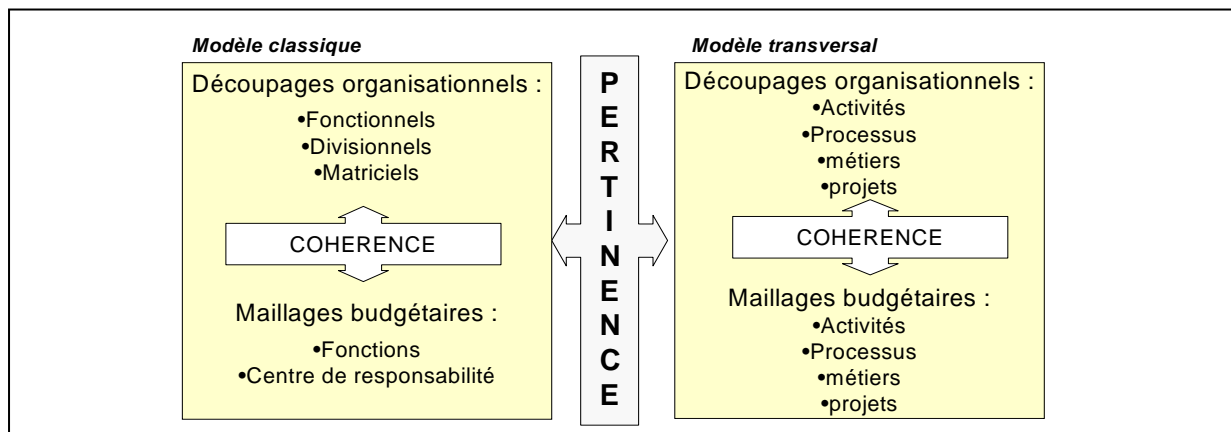 Modèle classique
Découpages organisationnels :
•Fonctionnels
•Divisionnels
•Matriciels
COHERENCE
Maillages budgétaires :
•Fonctions
•Centre de responsabilité
PERTINENCE
Modèle transversal
Découpages organisationnels :
•Activités
•Processus
•métiers
•projets
COHERENCE
Maillages budgétaires :
•Activités
•Processus
•métiers
•projets